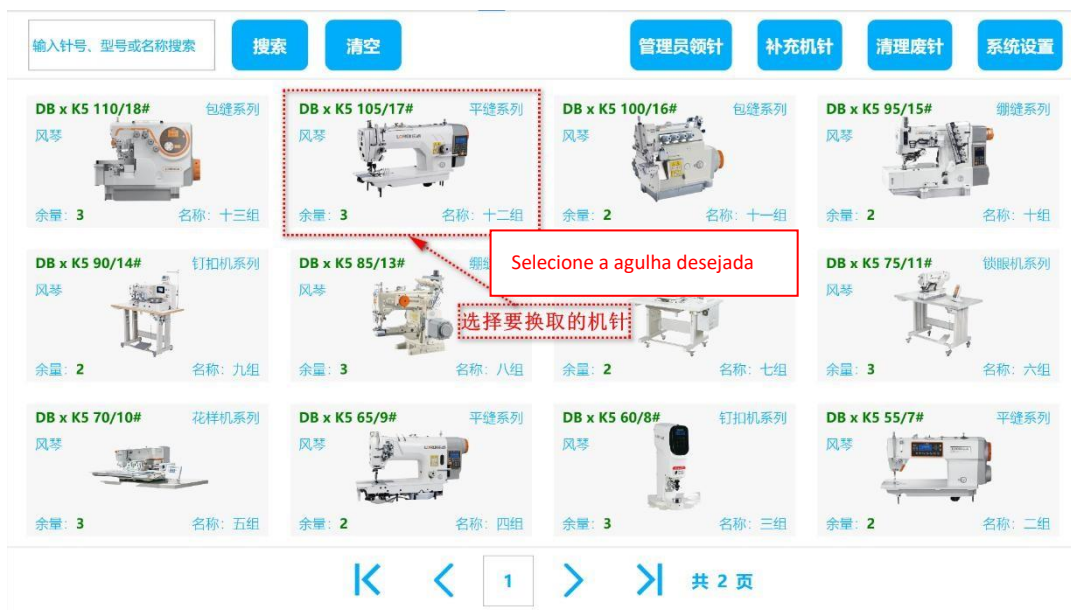 输入针号、型号或名称搜索 搜索 清空 管理员领针 补充机针 清理废针 系统设置
DB x K5 110/18# 包缝系列 DB x K5 105/17# 平缝系列 DB x K5 100/16# 包缝系列 DB x K5 95/15# 绷缝系列
风琴 风琴 风琴 风琴
余量: 3 名称: 十三组 余量: 3 名称: 十二组 余量: 2 名称: 十一组 余量: 2 名称: 十组
Selecione a agulha desejada
DB x K5 90/14# 钉扣机系列 DB x K5 85/13# DB x K5 75/11# 锁眼机系列
风琴 风琴 风琴
选择要换取的机针
余量: 2 名称: 九组 余量: 3 名称: 八组 余量: 2 名称: 七组 余量: 3 名称: 六组
DB x K5 70/10# 花样机系列 DB x K5 65/9# 平缝系列 DB x K5 60/8# 钉扣机系列 DB x K5 55/7# 平缝系列
风琴 风琴 风琴 风琴
余量: 3 名称: 五组 余量: 2 名称: 四组 余量: 3 名称: 三组 余量: 2 名称: 二组
1 共 2 页